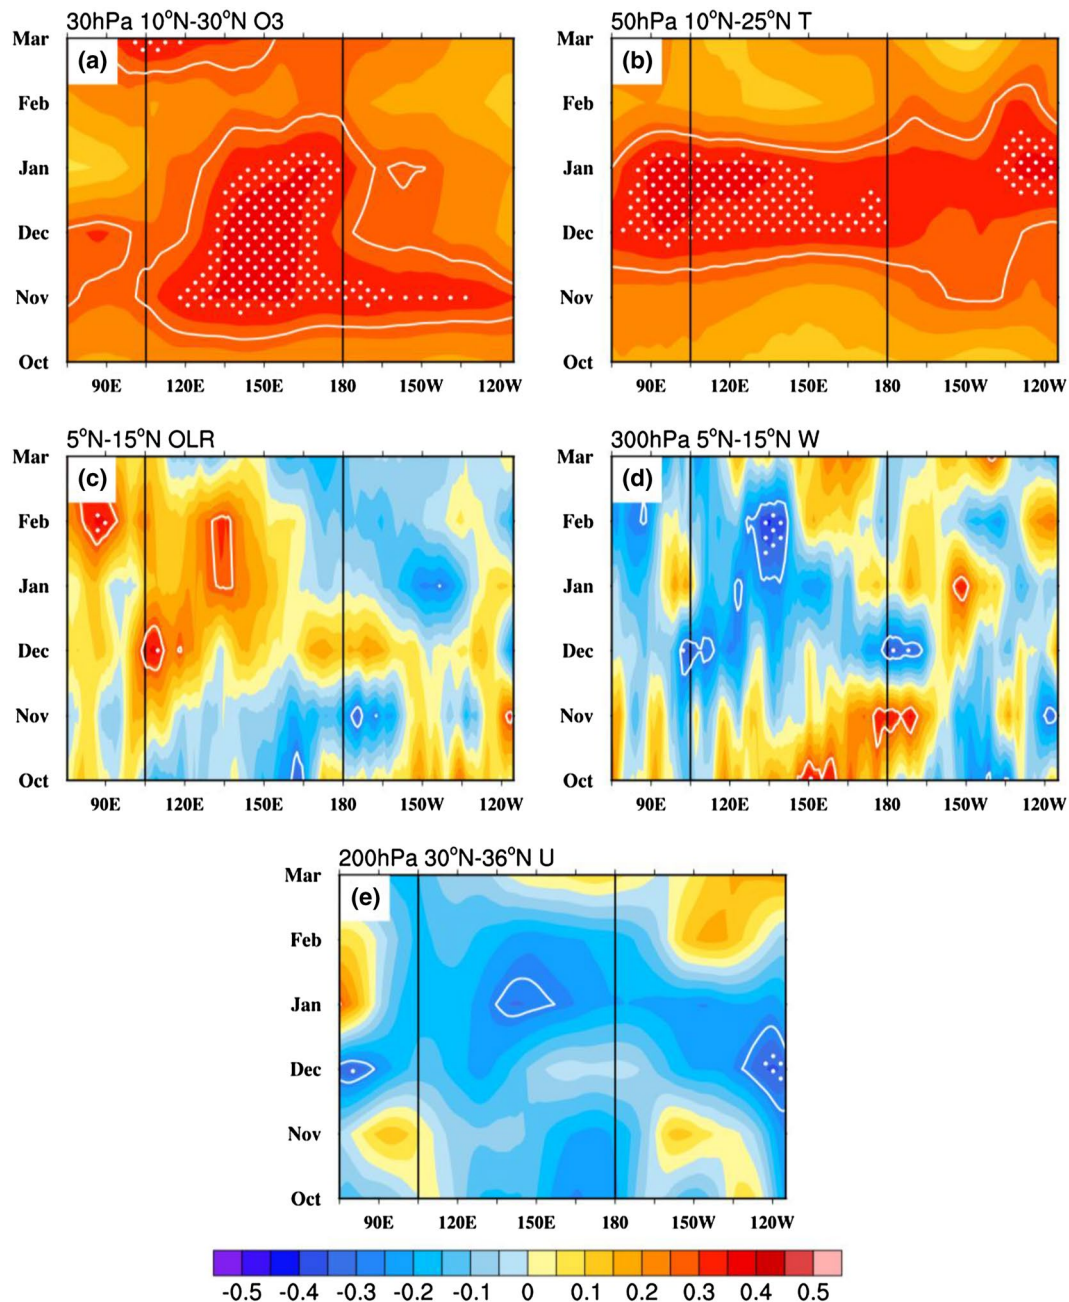 30hPa 10°N-30°N O3
(a)
Mar
Feb
Jan
Dec
Nov
Oct
90E 120E 150E 180 150W 120W
50hPa 10°N-25°N T
(b)
Mar
Feb
Jan
Dec
Nov
Oct
90E 120E 150E 180 150W 120W
5°N-15°N OLR
(c)
Mar
Feb
Jan
Dec
Nov
Oct
90E 120E 150E 180 150W 120W
300hPa 5°N-15°N W
(d)
Mar
Feb
Jan
Dec
Nov
Oct
90E 120E 150E 180 150W 120W
200hPa 30°N-36°N U
(e)
Mar
Feb
Jan
Dec
Nov
Oct
90E 120E 150E 180 150W 120W
-0.5 -0.4 -0.3 -0.2 -0.1 0 0.1 0.2 0.3 0.4 0.5